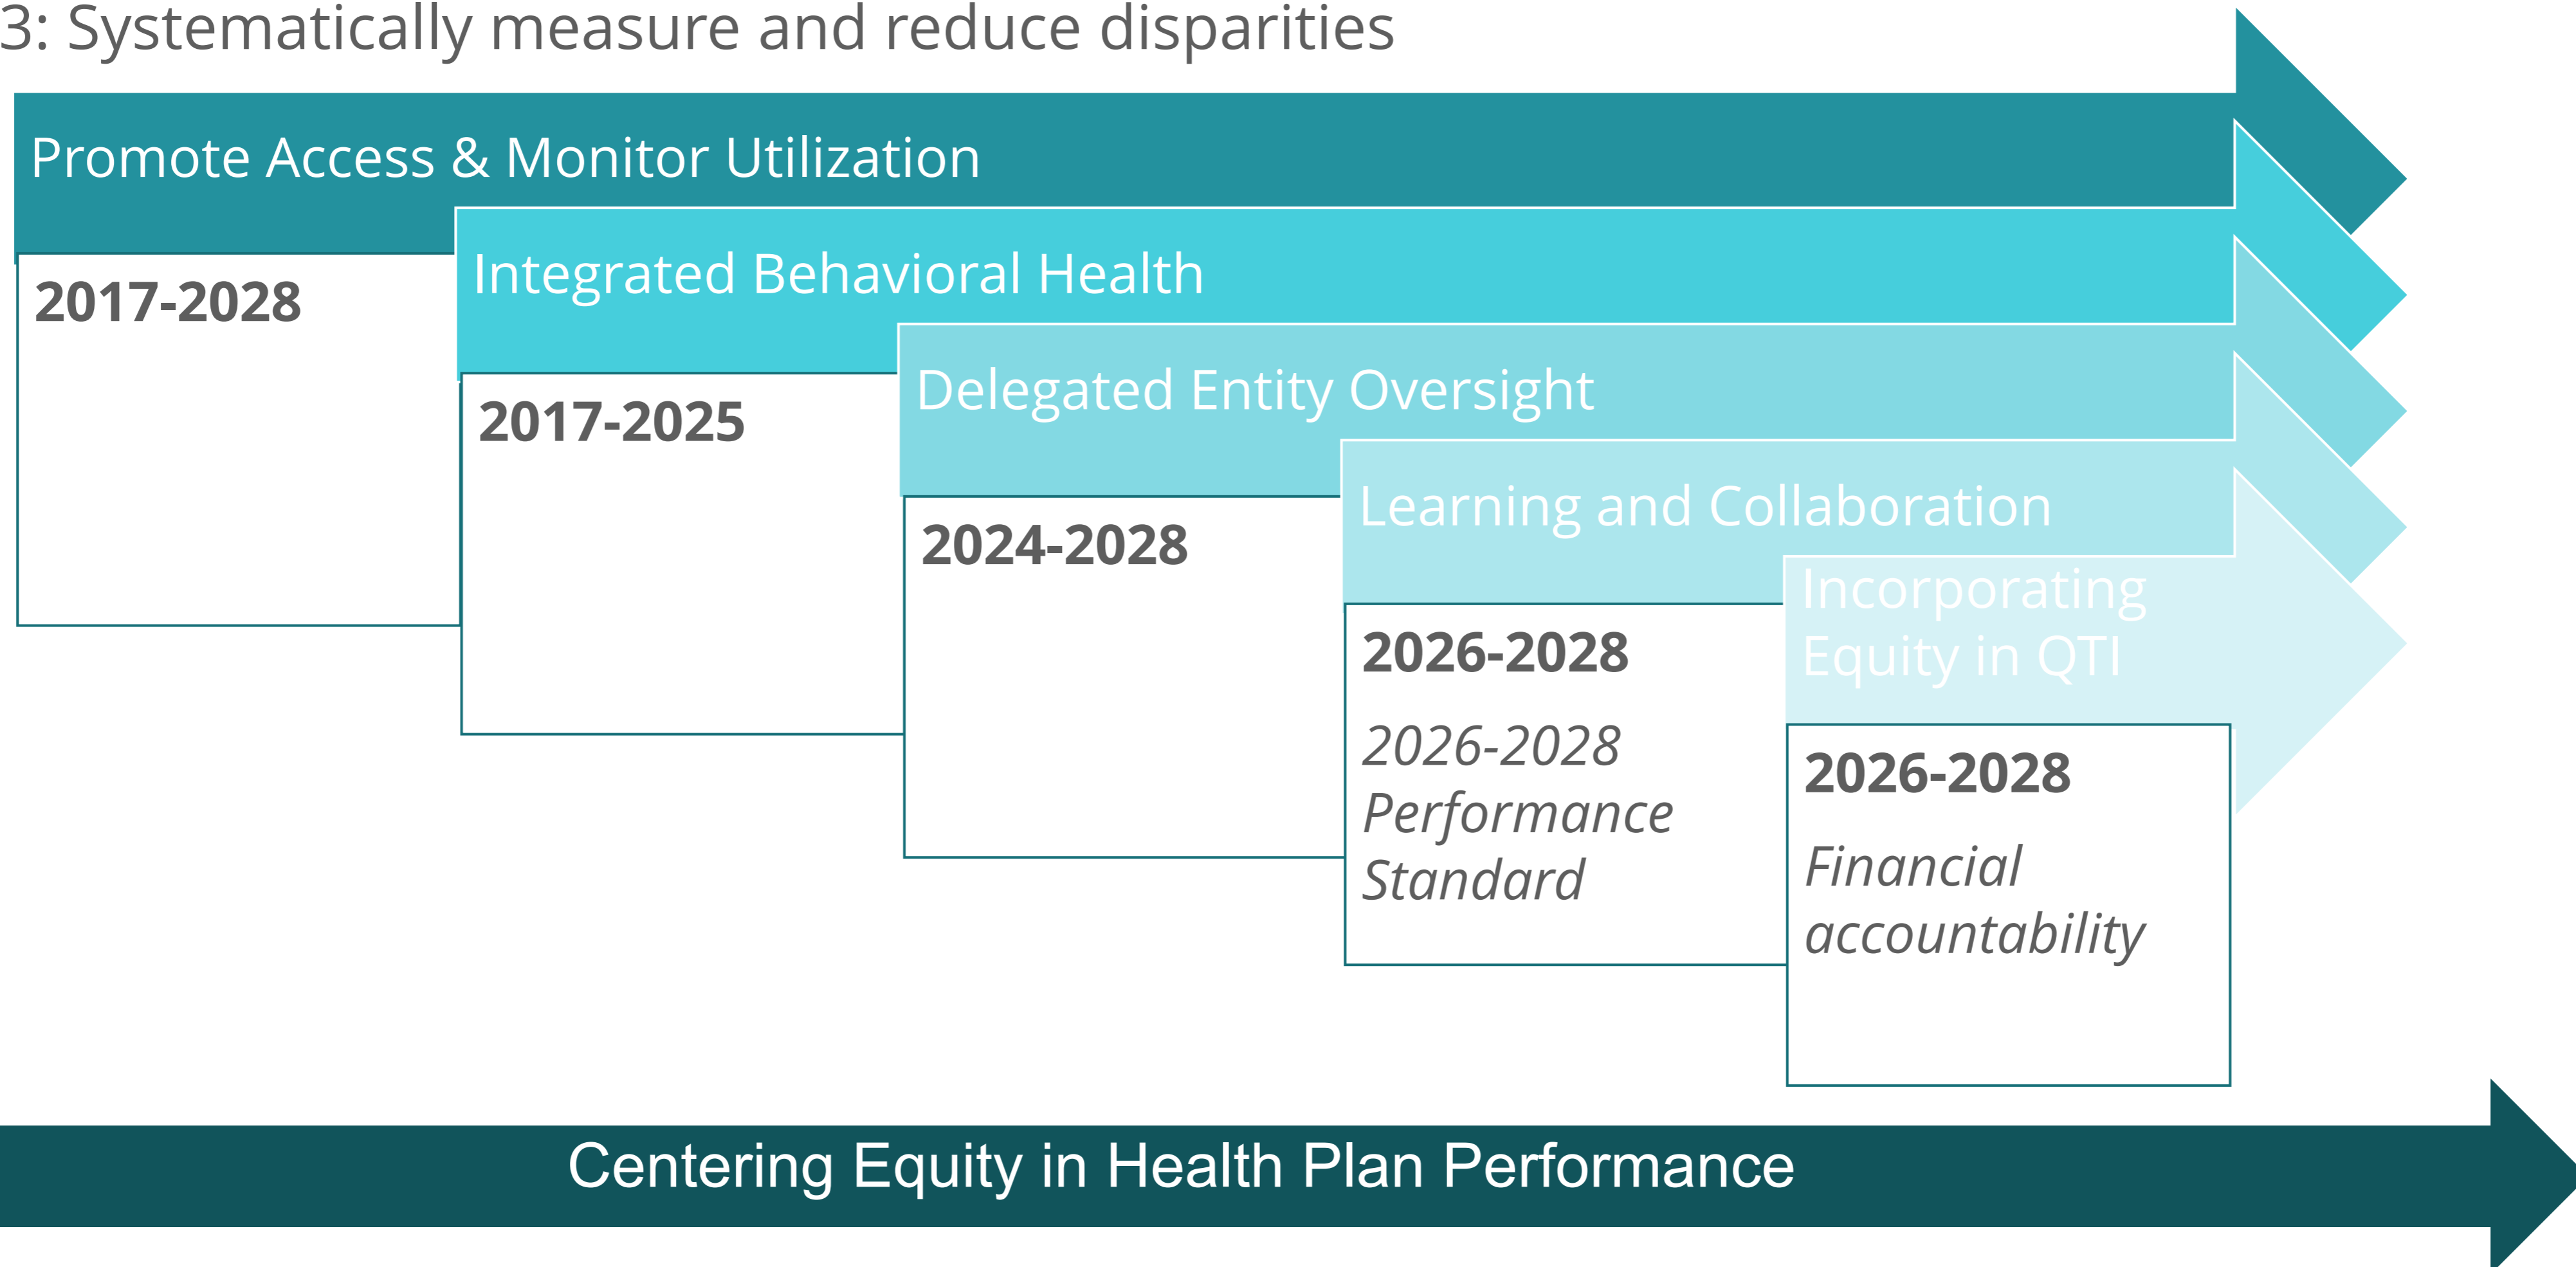 3: Systematically measure and reduce disparities
Promote Access & Monitor Utilization
2017-2028
Integrated Behavioral Health
2017-2025
Delegated Entity Oversight
2024-2028
Learning and Collaboration
2026-2028
2026-2028
Performance
Standard
Incorporating
Equity in QTI
2026-2028
Financial
accountability
Centering Equity in Health Plan Performance